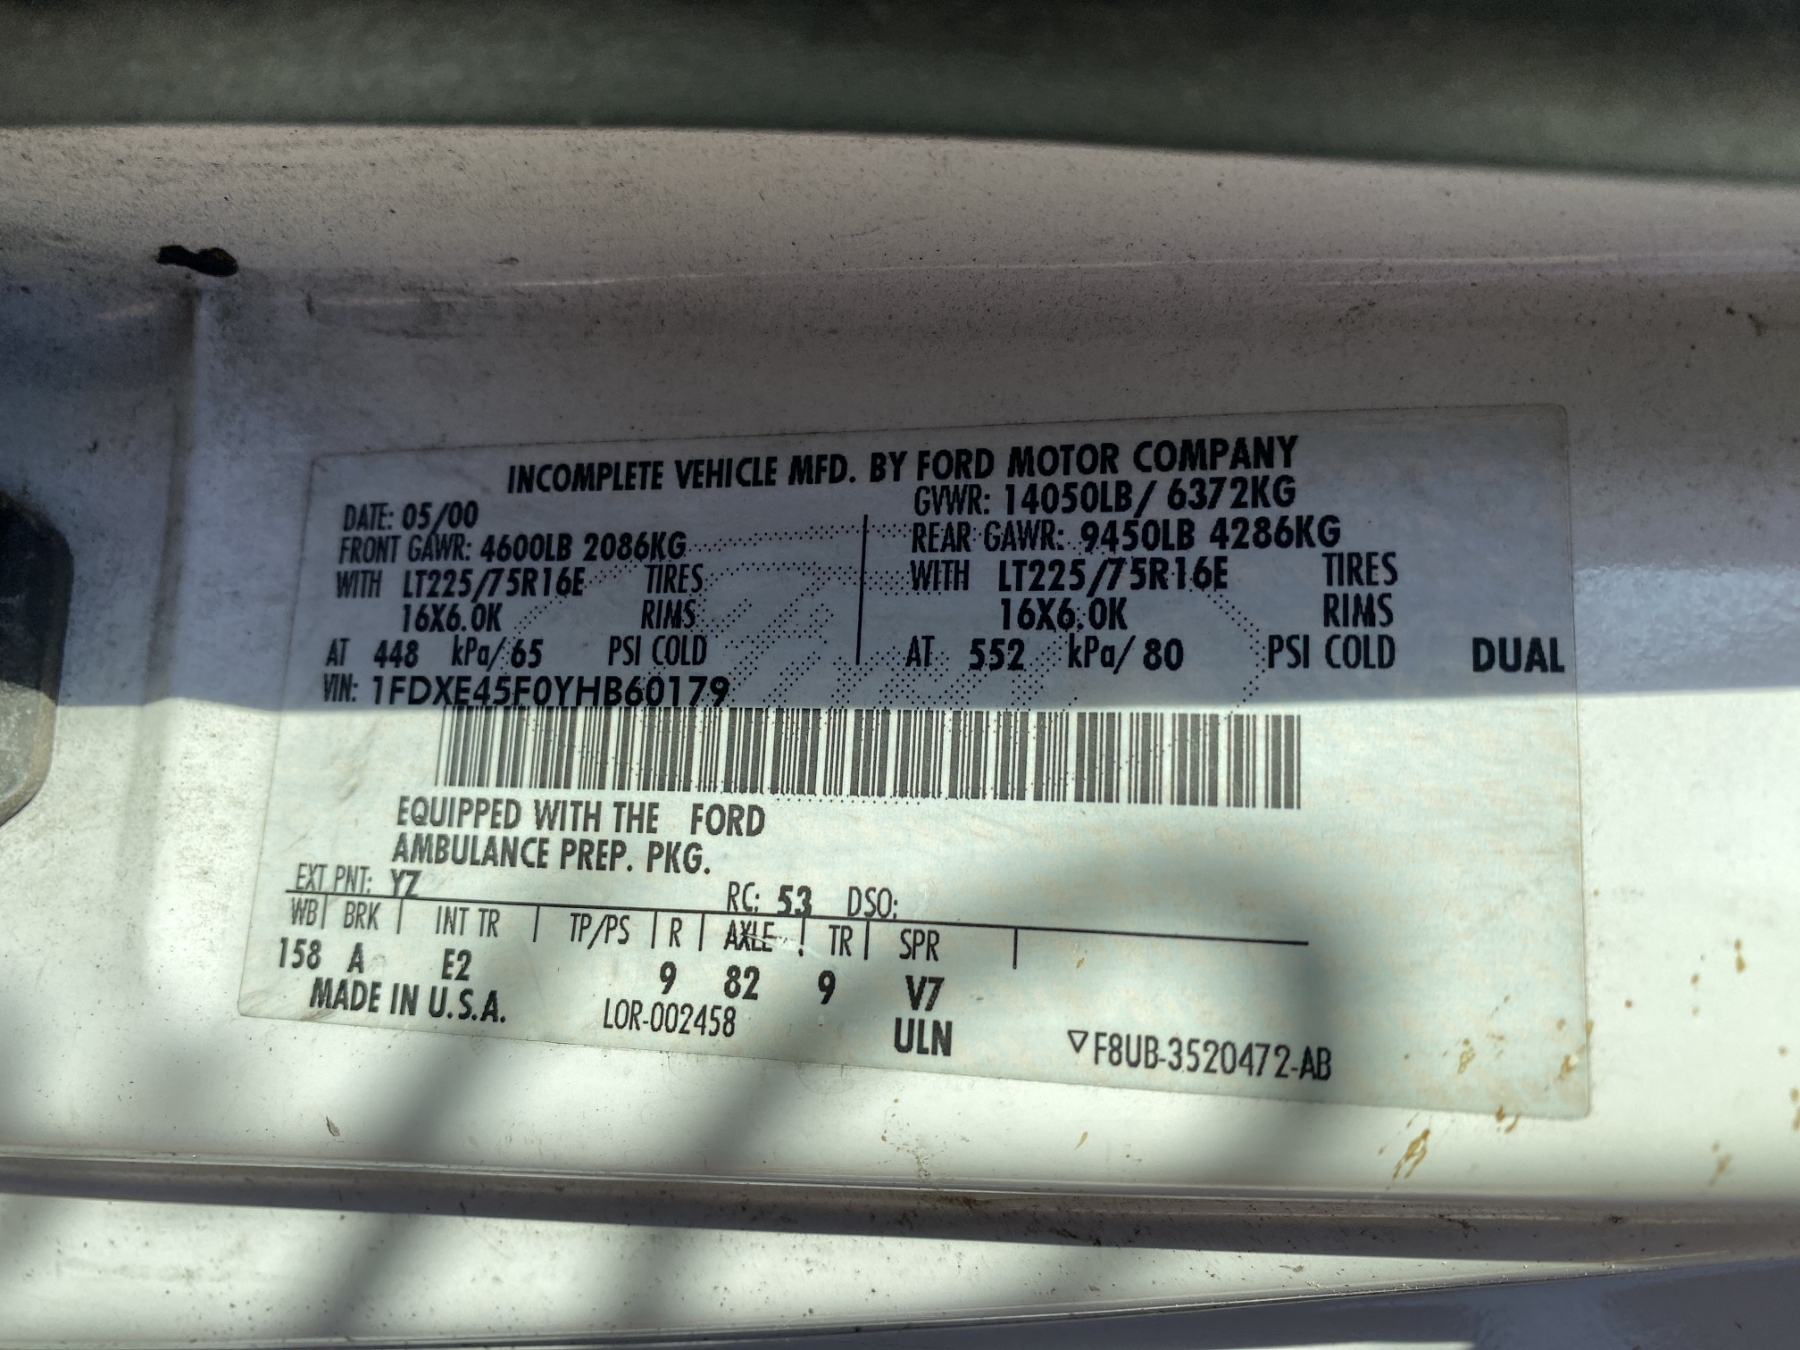 INCOMPLETE VEHICLE MFD. BY FORD MOTOR COMPANY
DATE: 05/00 GVWR: 14050LB/ 6372KG
FRONT GAWR: 4600LB 2086KG REAR GAWR: 9450LB 4286KG
WITH LT225/75R16E TIRES WITH LT225/75R16E TIRES
16X6.0K RIMS 16X6.0K RIMS
AT 448 kPa/ 65 PSI COLD AT 552 kPa/ 80 PSI COLD DUAL
VIN: 1FDXE45F0YHB60179
EQUIPPED WITH THE FORD
AMBULANCE PREP. PKG.
EXT PNT: YZ RC: 53 DSO:
WB| BRK | INT TR | TP/PS | R | AXLE | TR | SPR |
158 A E2 9 82 9 V7
MADE IN U.S.A. LOR-002458 ULN ▽F8UB-3520472-AB